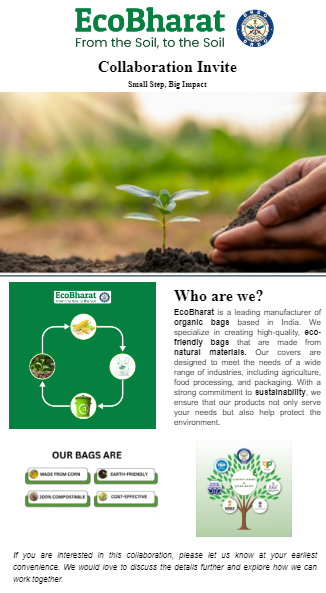 EcoBharat
From the Soil, to the Soil
Collaboration Invite
Small Step, Big Impact
EcoBharat
Who are we?
EcoBharat is a leading manufacturer of
organic bags based in India. We
specialize in creating high-quality, eco-
friendly bags that are made from
natural materials. Our covers are
designed to meet the needs of a wide
range of industries, including agriculture,
food processing, and packaging. With a
strong commitment to sustainability, we
ensure that our products not only serve
your needs but also help protect the
environment.
OUR BAGS ARE
MADE FROM CORN
EARTH FRIENDLY
100% COMPOSTABLE
COST-EFFECTIVE
If you are interested in this collaboration, please let us know at your earliest
convenience. We would love to discuss the details further and explore how we can
work together.